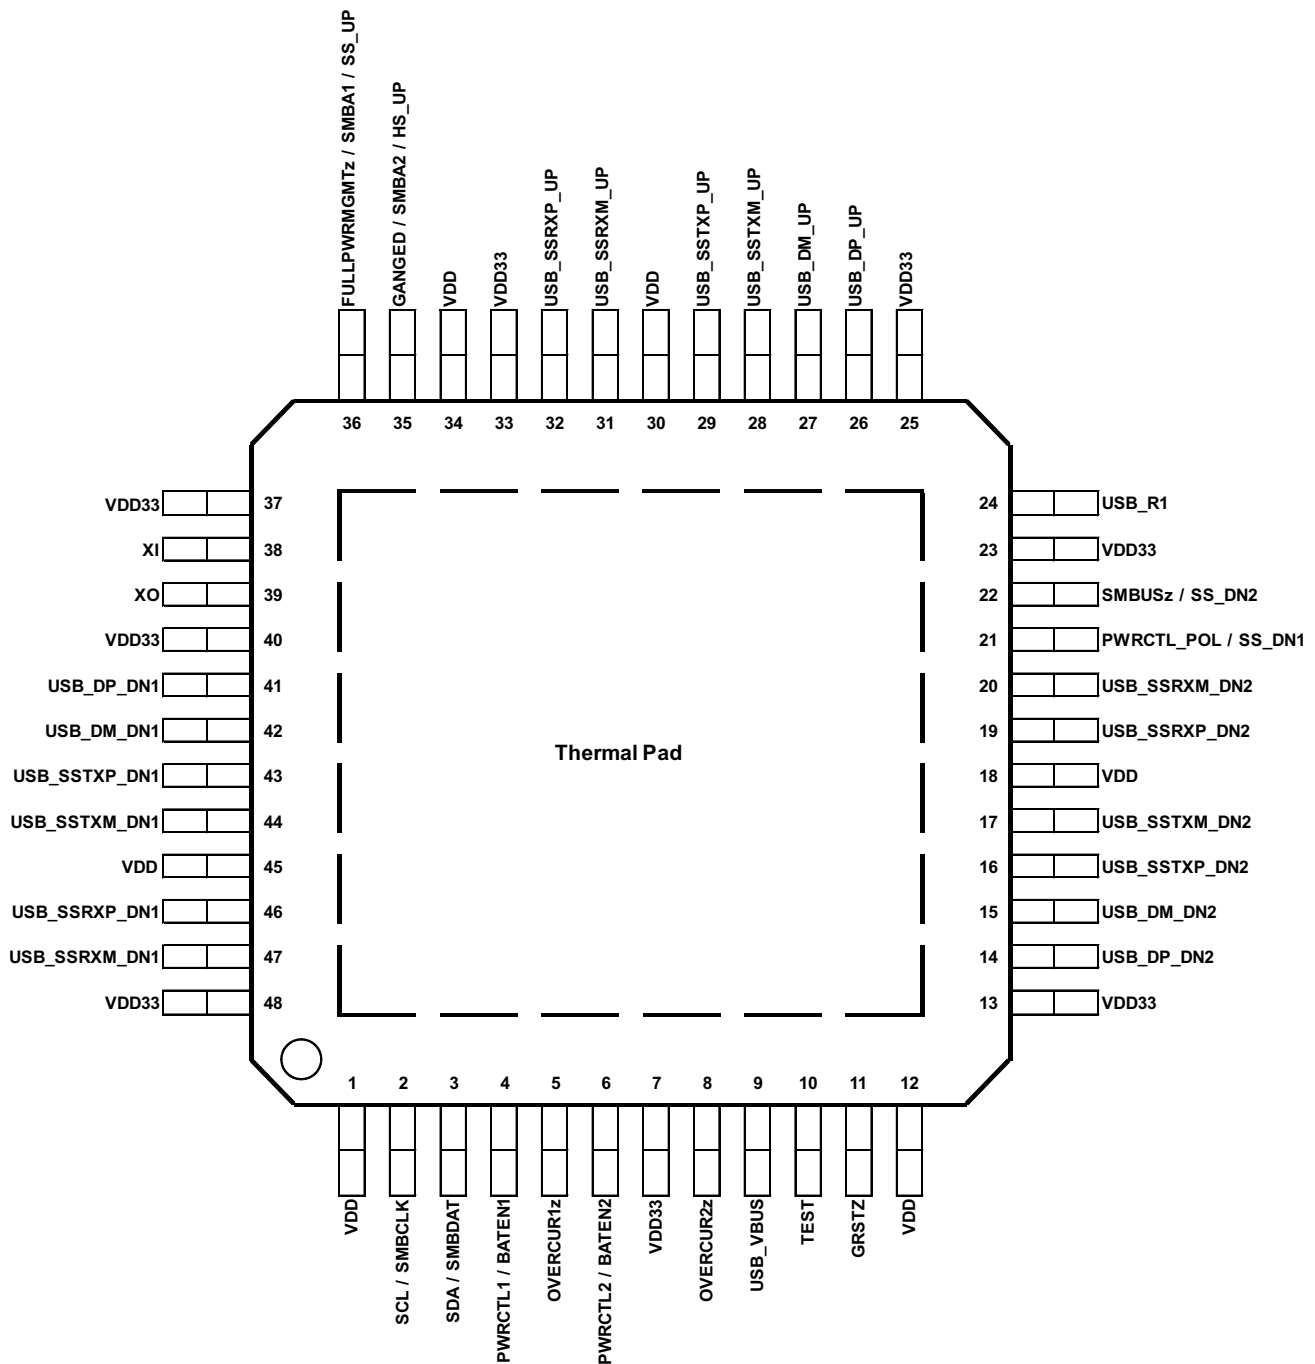 FULLPWRMGMTz / SMBA1 / SS_UP
GANGED / SMBA2 / HS_UP
VDD
VDD33
USB_SSRXP_UP
USB_SSRXM_UP
VDD
USB_SSTXP_UP
USB_SSTXM_UP
USB_DM_UP
USB_DP_UP
VDD33
36 35 34 33 32 31 30 29 28 27 26 25
VDD33 37
XI 38
XO 39
VDD33 40
USB_DP_DN1 41
USB_DM_DN1 42
USB_SSTXP_DN1 43
USB_SSTXM_DN1 44
VDD 45
USB_SSRXP_DN1 46
USB_SSRXM_DN1 47
VDD33 48
Thermal Pad
24 USB_R1
23 VDD33
22 SMBUSz / SS_DN2
21 PWRCTL_POL / SS_DN1
20 USB_SSRXM_DN2
19 USB_SSRXP_DN2
18 VDD
17 USB_SSTXM_DN2
16 USB_SSTXP_DN2
15 USB_DM_DN2
14 USB_DP_DN2
13 VDD33
1 2 3 4 5 6 7 8 9 10 11 12
VDD
SCL / SMBCLK
SDA / SMBDAT
PWRCTL1 / BATEN1
OVERCUR1z
PWRCTL2 / BATEN2
VDD33
OVERCUR2z
USB_VBUS
TEST
GRSTZ
VDD